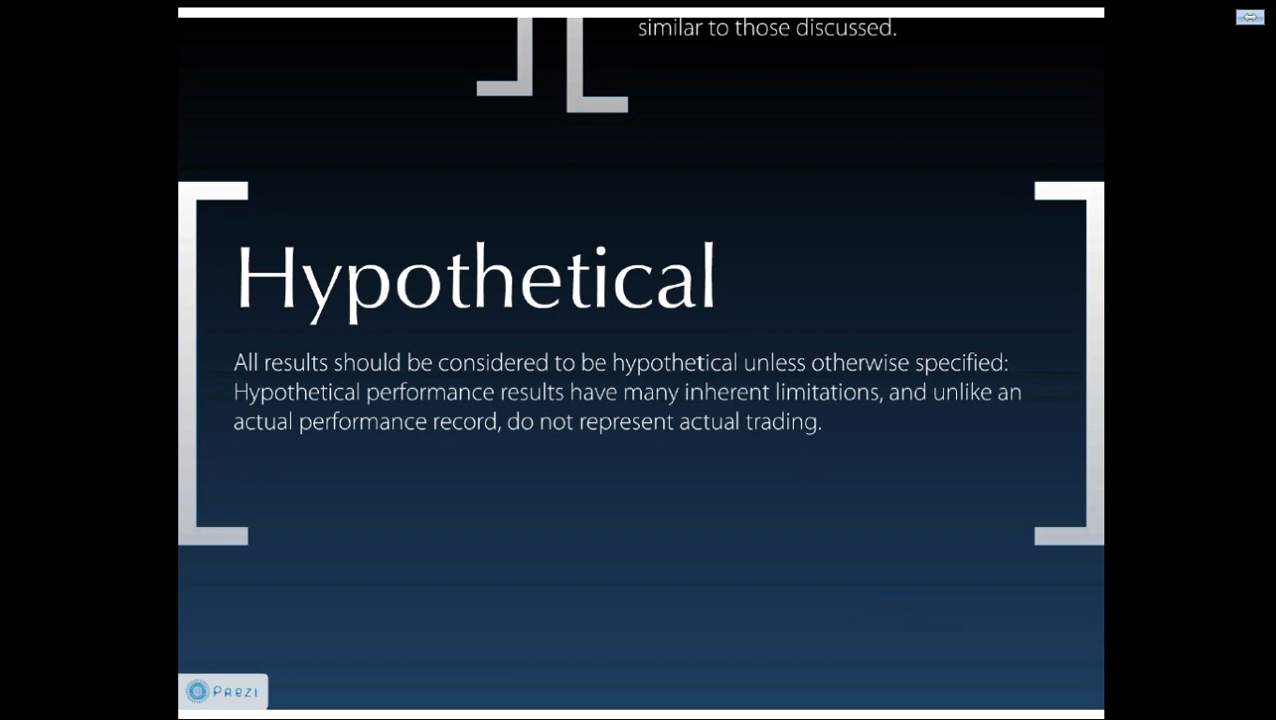 similar to those discussed.
Hypothetical
All results should be considered to be hypothetical unless otherwise specified:
Hypothetical performance results have many inherent limitations, and unlike an
actual performance record, do not represent actual trading.
PREZI